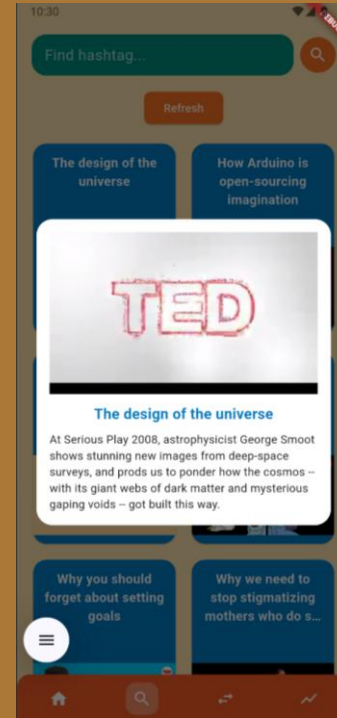 10:30
Find hashtag...
Refresh
The design of the
universe
How Arduino is
open-sourcing
imagination
TED
The design of the universe
At Serious Play 2008, astrophysicist George Smoot
shows stunning new images from deep-space
surveys, and prods us to ponder how the cosmos --
with its giant webs of dark matter and mysterious
gaping voids -- got built this way.
Why you should
forget about setting
goals
Why we need to
stop stigmatizing
mothers who do s...